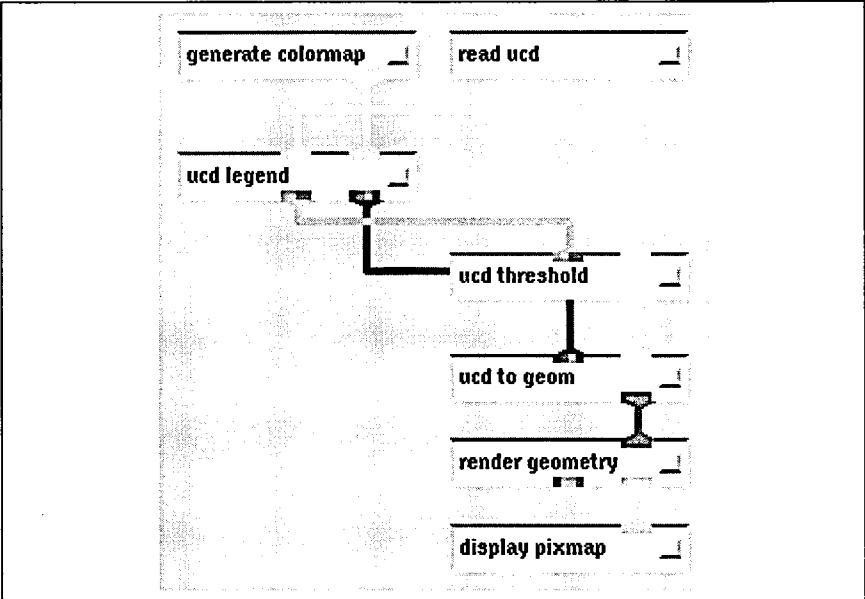 generate colormap
read ucd
ucd legend
ucd threshold
ucd to geom
render geometry
display pixmap